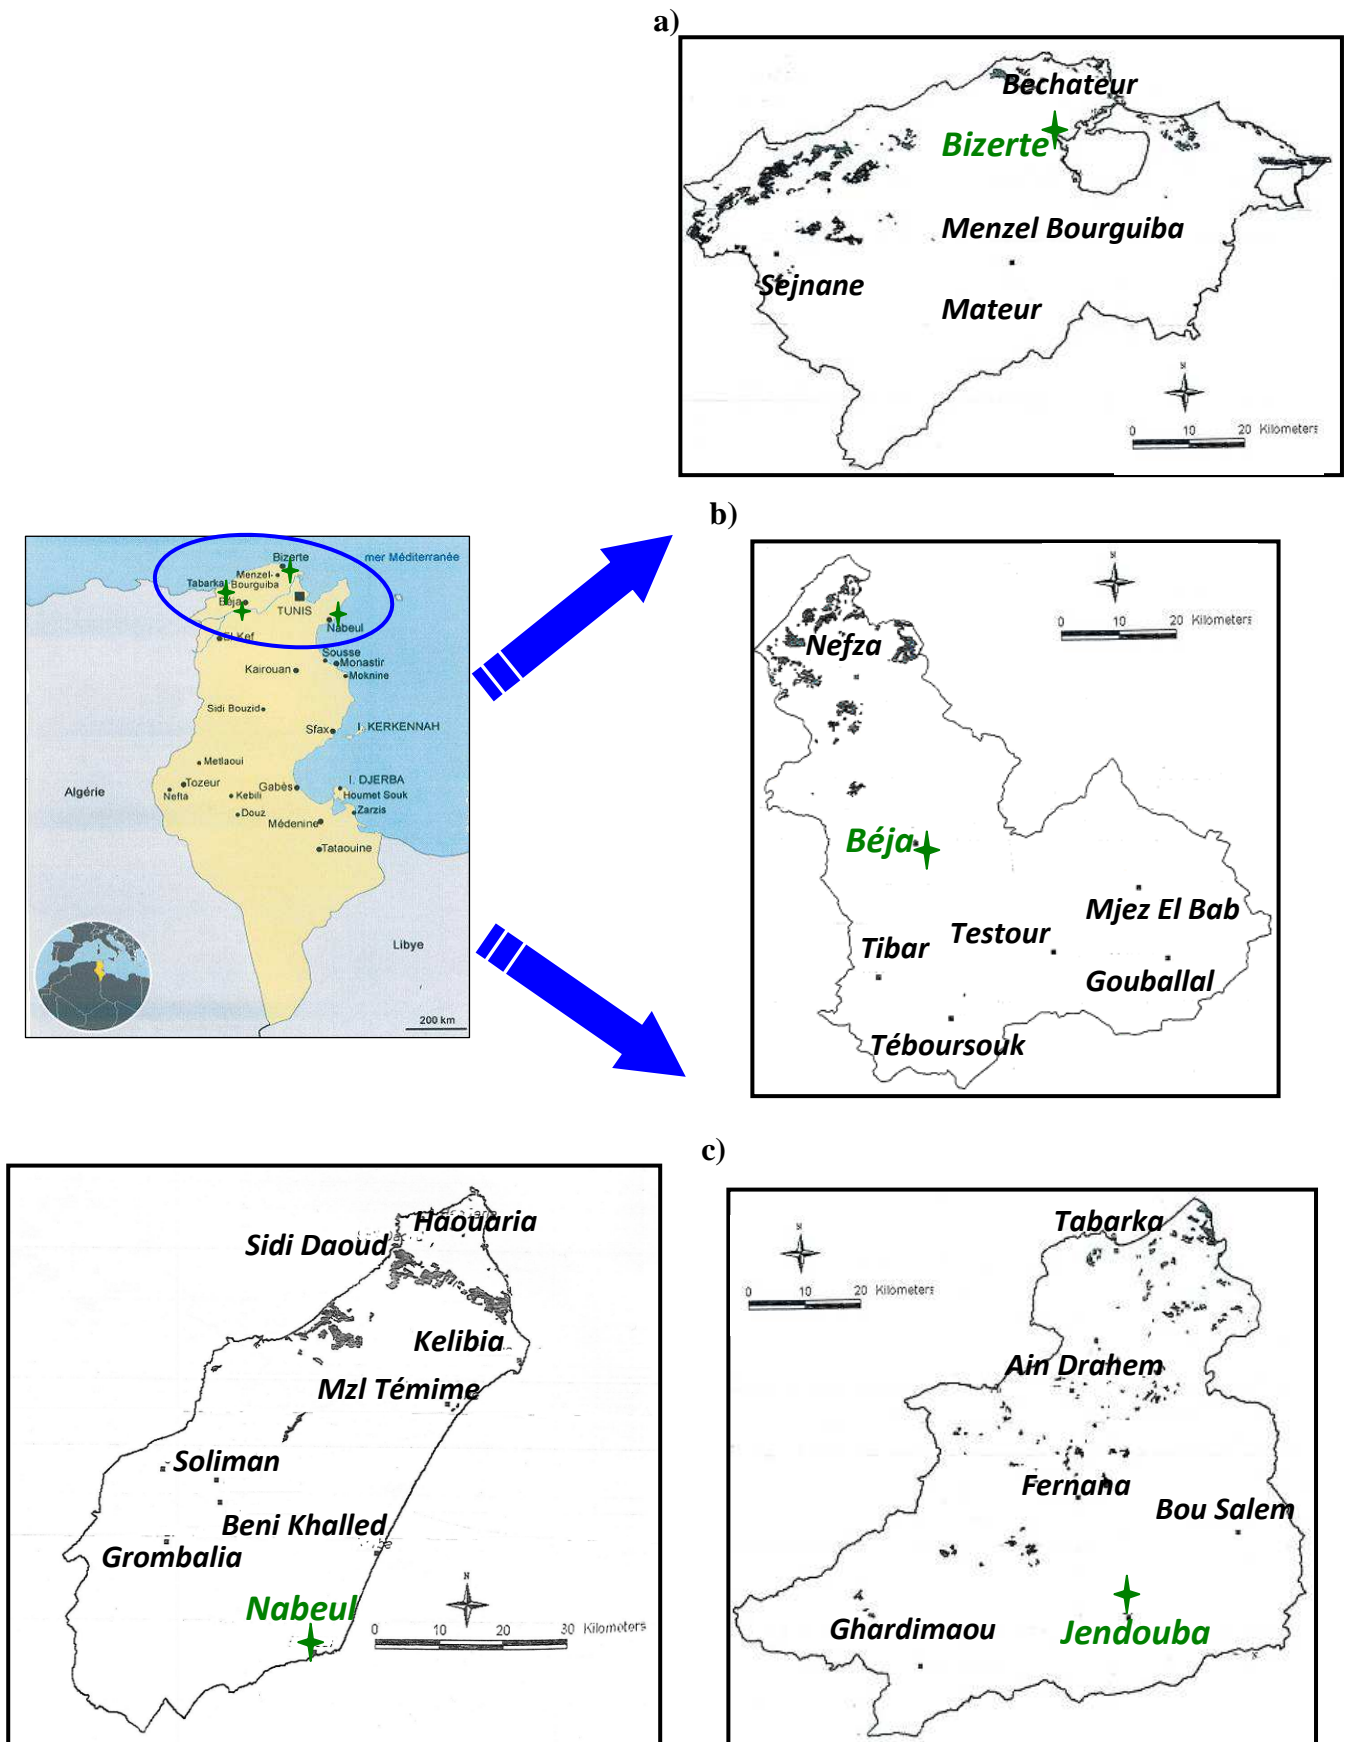 a)
Bechateur
Bizerte
Menzel Bourguiba
Sejnane
Mateur
N
0 10 20 Kilometers
b)
Bizerte
mer Méditerranée
Menzel-
Tabarka
Bourguiba
Béja
TUNIS
Nabeul
El Kef
Sousse
Monastir
Kairouan
Moknine
Sidi Bouzid
Sfax
I. KERKENNAH
Metlaoui
Algérie
Tozeur
Nefta
Kebili
Gabès
I. DJERBA
Houmet Souk
Douz
Zarzis
Médenine
Tataouine
Libye
200 km
N
0 10 20 Kilometers
Nefza
Béja
Mjez El Bab
Testour
Tibar
Gouballal
Téboursouk
c)
Haouaria
Sidi Daoud
Kelibia
Mzl Témime
Soliman
Beni Khalled
Grombalia
Nabeul
N
0 10 20 30 Kilometers
Tabarka
N
0 10 20 Kilometers
Ain Drahem
Fernana
Bou Salem
Ghardimaou
Jendouba